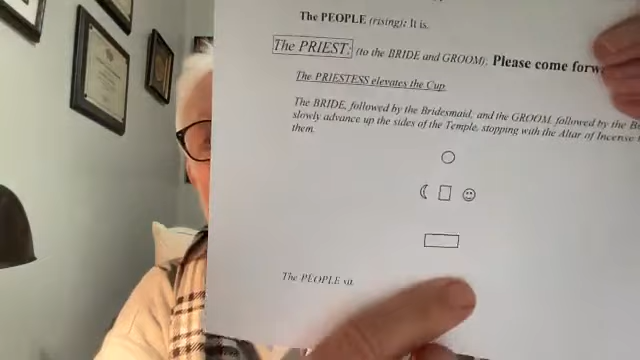 The PEOPLE (rising): It is.
The PRIEST: (to the BRIDE and GROOM). Please come forw
The PRIESTESS elevates the Cup.
The BRIDE, followed by the Bridesmaid, and the GROOM, followed by the Be
slowly advance up the sides of the Temple, stopping with the Altar of Incense
them.
The PEOPLE sit.